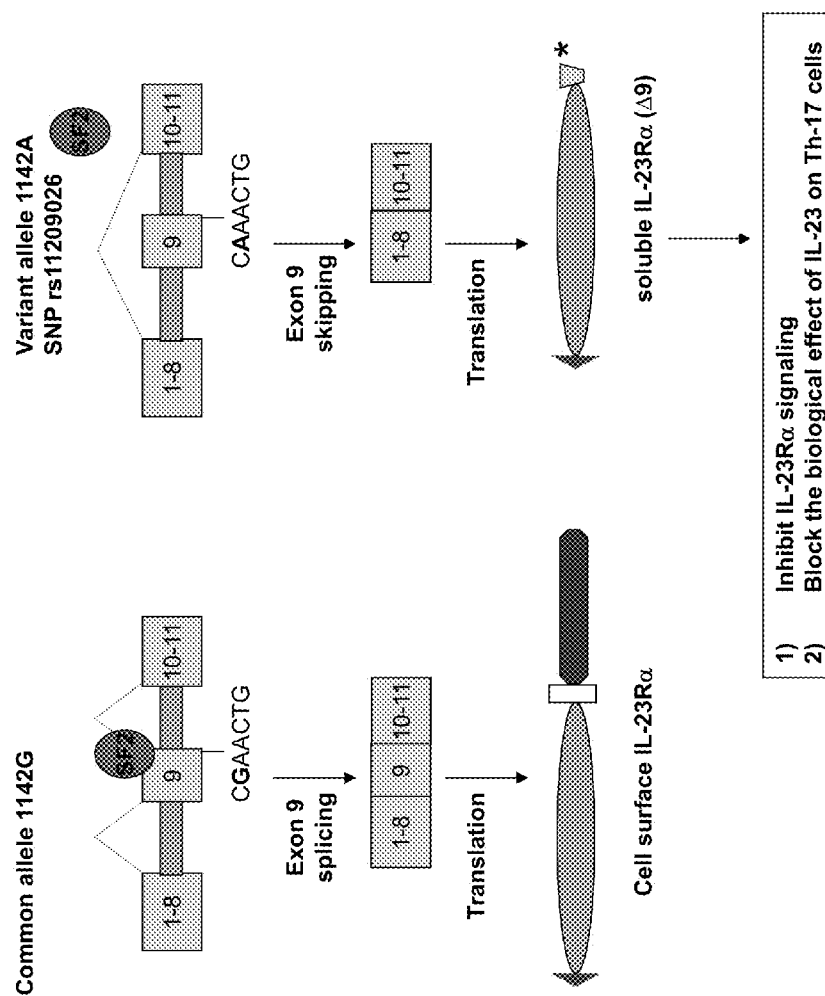 Common allele 1142G
1-8
SF2
9
10-11
CGAACTG
Exon 9
splicing
1-8
9
10-11
Translation
Cell surface IL-23Rα
Variant allele 1142A
SNP rs11209026
SF2
1-8
9
10-11
CAAACTG
Exon 9
skipping
1-8
10-11
Translation
*
soluble IL-23Rα (Δ9)
1) Inhibit IL-23Rα signaling
2) Block the biological effect of IL-23 on Th-17 cells